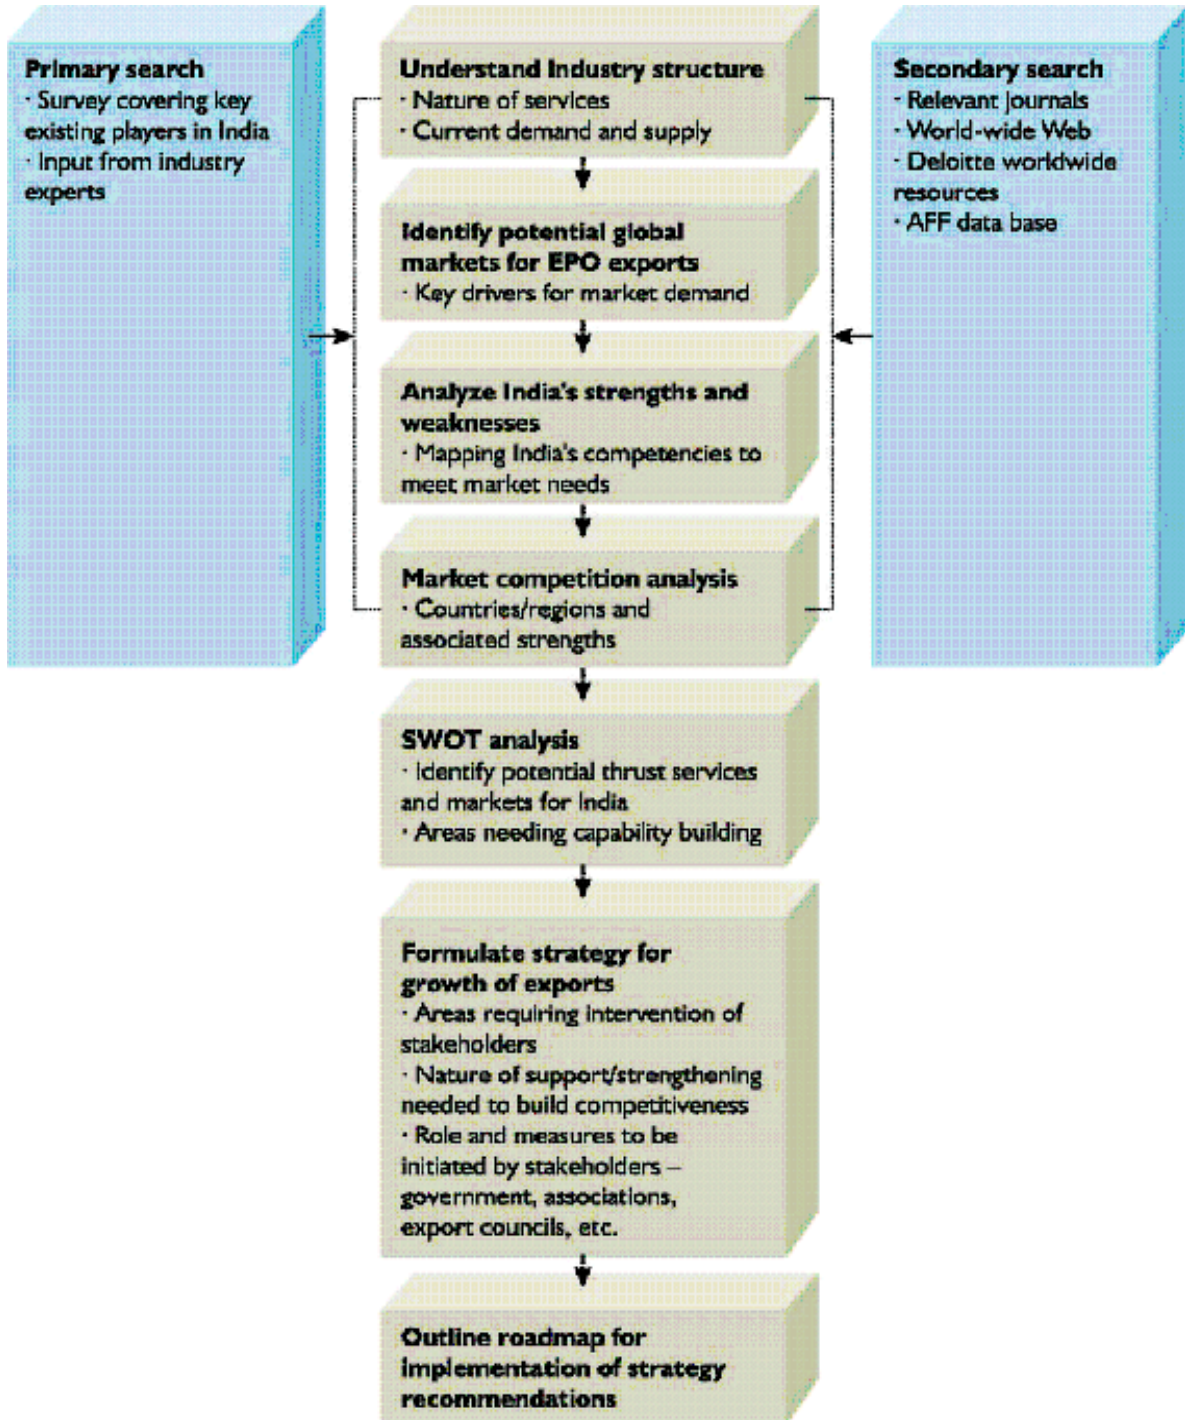 Primary search
· Survey covering key
existing players in India
· Input from industry
experts
Understand Industry structure
· Nature of services
· Current demand and supply
Identify potential global
markets for EPO exports
· Key drivers for market demand
Analyze India's strengths and
weaknesses
· Mapping India's competencies to
meet market needs
Market competition analysis
· Countries/regions and
associated strengths
SWOT analysis
· Identify potential thrust services
and markets for India
· Areas needing capability building
Formulate strategy for
growth of exports
· Areas requiring intervention of
stakeholders
· Nature of support/strengthening
needed to build competitiveness
· Role and measures to be
initiated by stakeholders –
government, associations,
export councils, etc.
Outline roadmap for
implementation of strategy
recommendations
Secondary search
· Relevant journals
· World-wide Web
· Deloitte worldwide
resources
· AFF data base